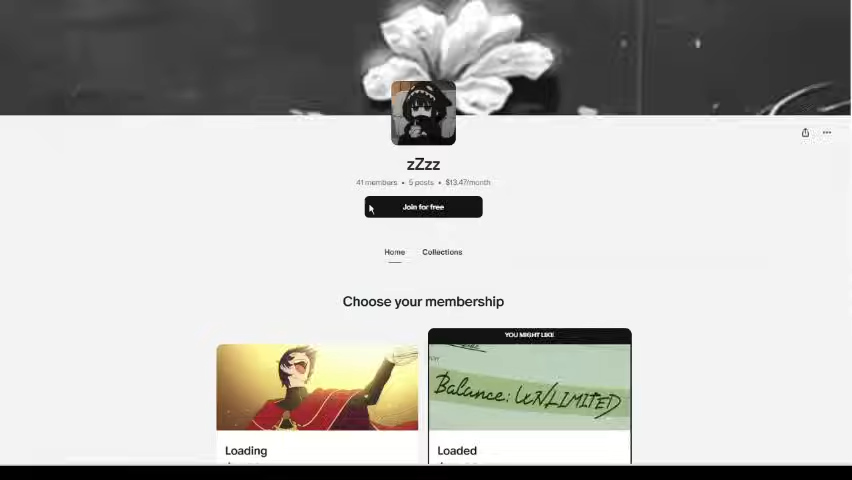 zZzz
41 members • 5 posts • $13.47/month
Join for free
Home Collections
Choose your membership
YOU MIGHT LIKE
Balance: UNLIMITED
Loading
Loaded